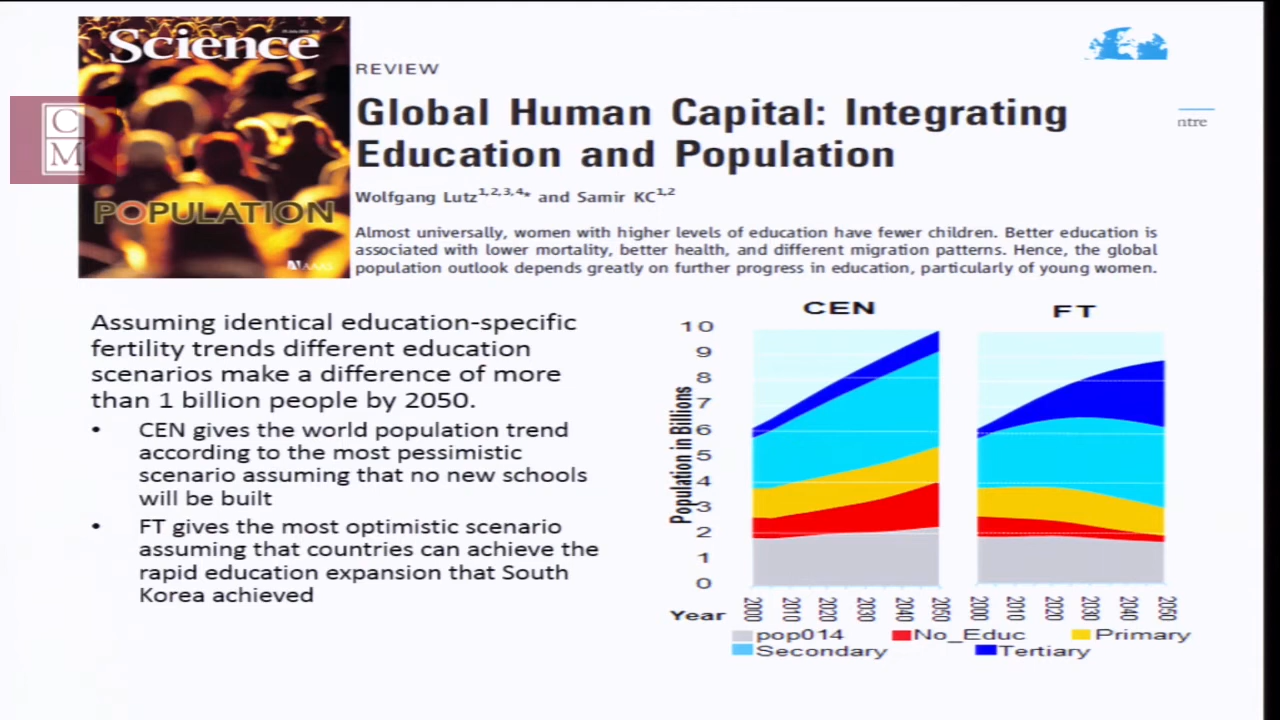 Science
POPULATION
AAAS
C
M
REVIEW
Global Human Capital: Integrating
Education and Population
ntre
Wolfgang Lutz1,2,3,4* and Samir KC1,2
Almost universally, women with higher levels of education have fewer children. Better education is
associated with lower mortality, better health, and different migration patterns. Hence, the global
population outlook depends greatly on further progress in education, particularly of young women.
Assuming identical education-specific
fertility trends different education
scenarios make a difference of more
than 1 billion people by 2050.
• CEN gives the world population trend
according to the most pessimistic
scenario assuming that no new schools
will be built
• FT gives the most optimistic scenario
assuming that countries can achieve the
rapid education expansion that South
Korea achieved
CEN FT
Population in Billions
10
9
8
7
6
5
4
3
2
1
0
Year 2000 2010 2020 2030 2040 2050 2000 2010 2020 2030 2040 2050
pop014 No_Educ Primary
Secondary Tertiary